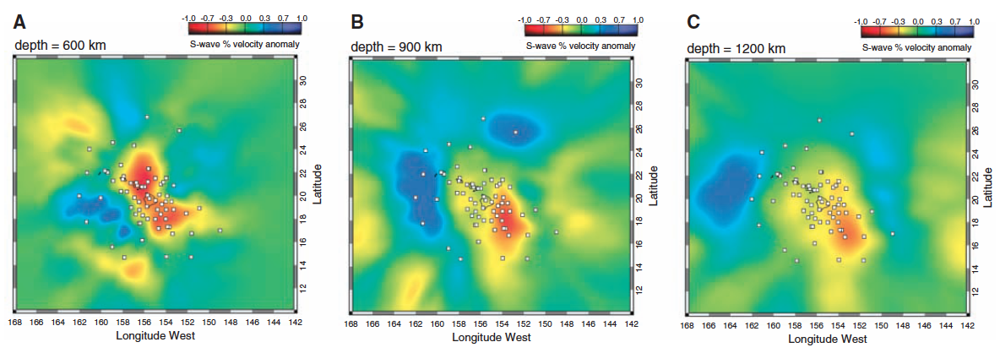 A
-1.0 -0.7 -0.3 0.0 0.3 0.7 1.0
S-wave % velocity anomaly
depth = 600 km
30
28
26
24
22
20
18
16
14
12
Latitude
168 166 164 162 160 158 156 154 152 150 148 146 144 142
Longitude West
B
-1.0 -0.7 -0.3 0.0 0.3 0.7 1.0
S-wave % velocity anomaly
depth = 900 km
30
28
26
24
22
20
18
16
14
12
Latitude
168 166 164 162 160 158 156 154 152 150 148 146 144 142
Longitude West
C
-1.0 -0.7 -0.3 0.0 0.3 0.7 1.0
S-wave % velocity anomaly
depth = 1200 km
30
28
26
24
22
20
18
16
14
12
Latitude
168 166 164 162 160 158 156 154 152 150 148 146 144 142
Longitude West